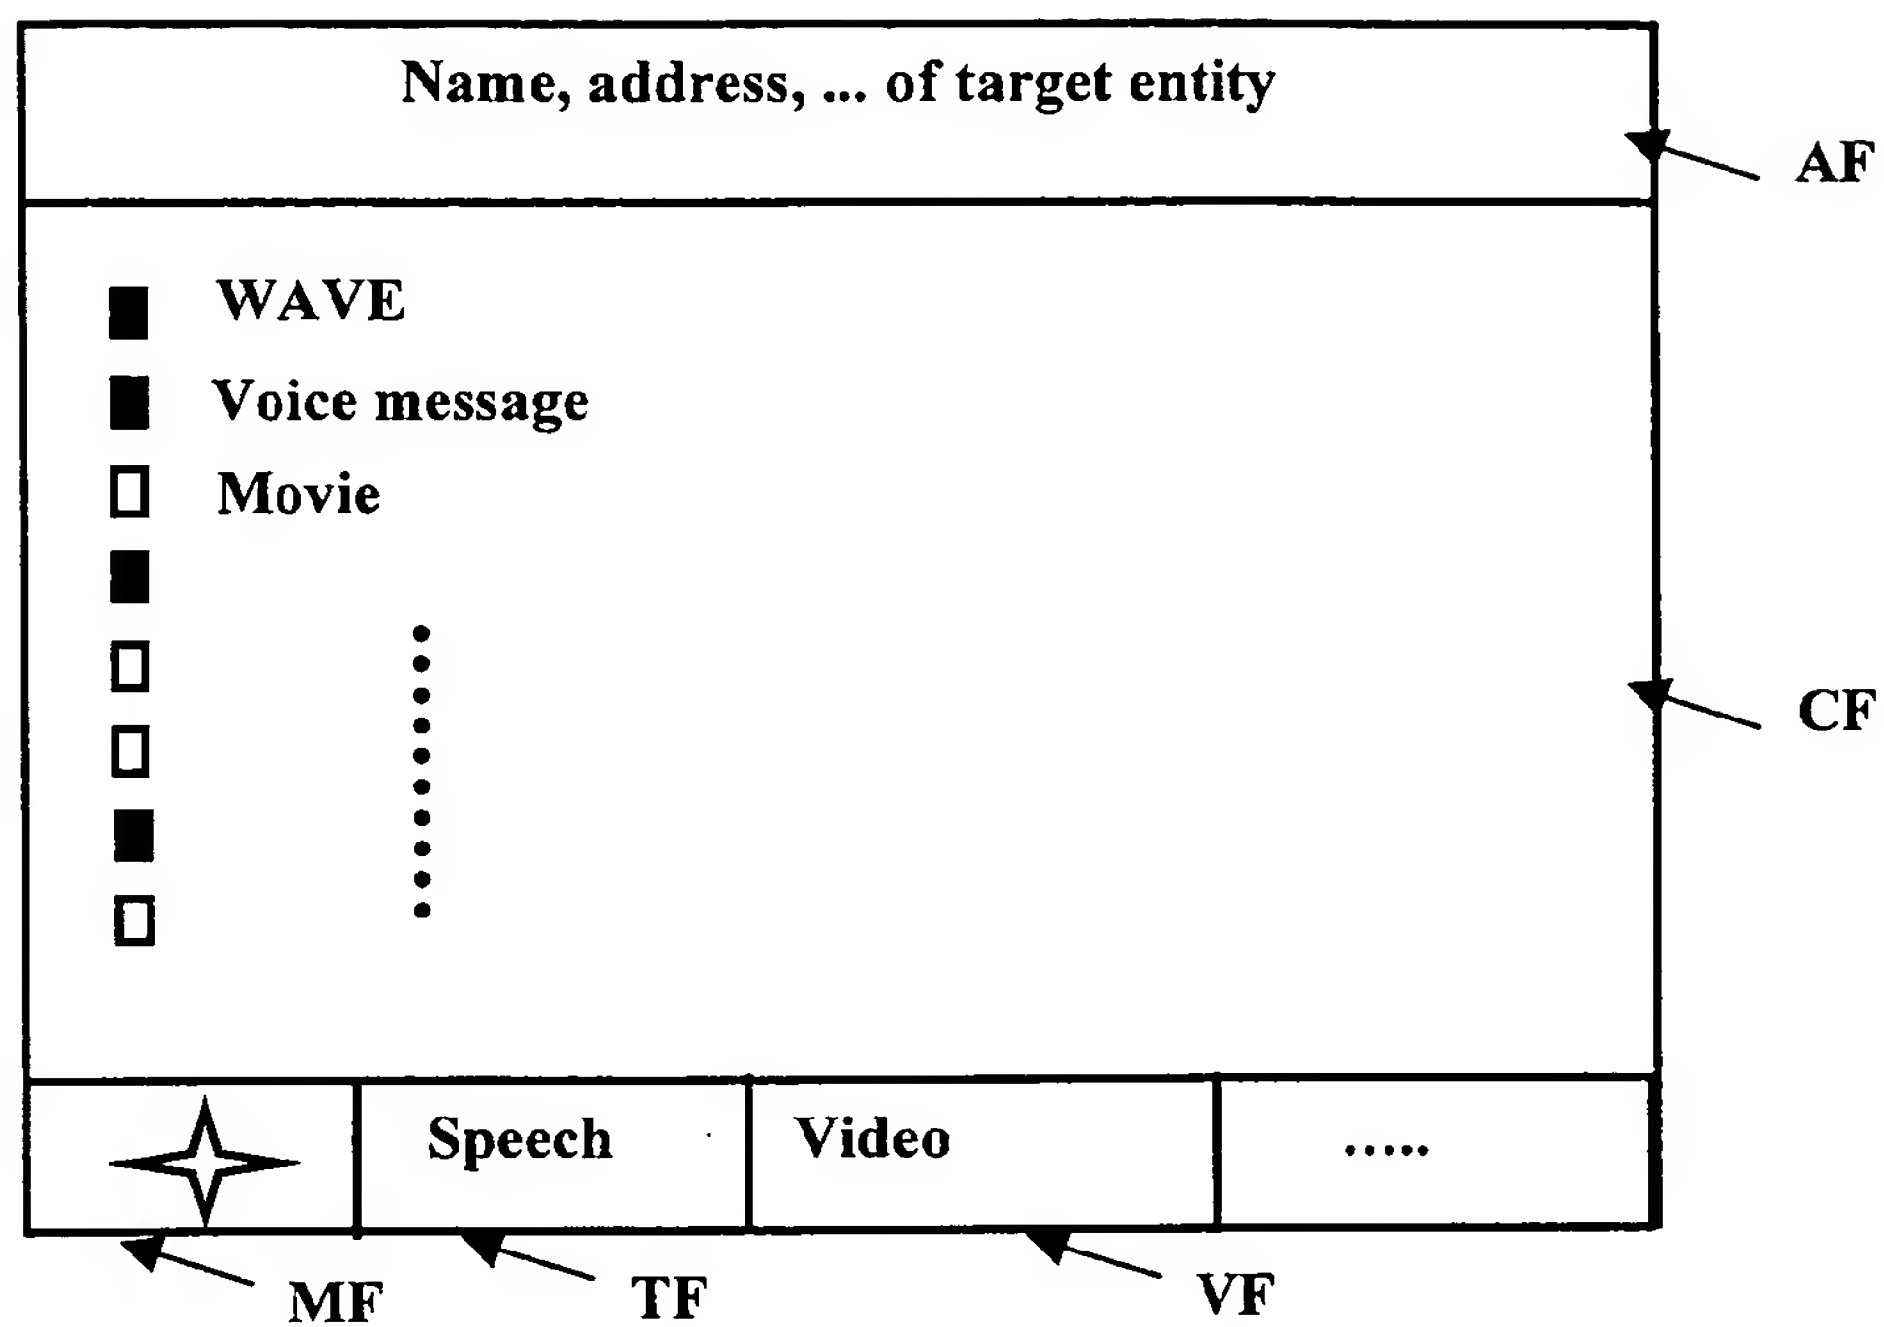 Name, address, ... of target entity
AF
WAVE
Voice message
Movie
CF
Speech
Video
.....
MF
TF
VF